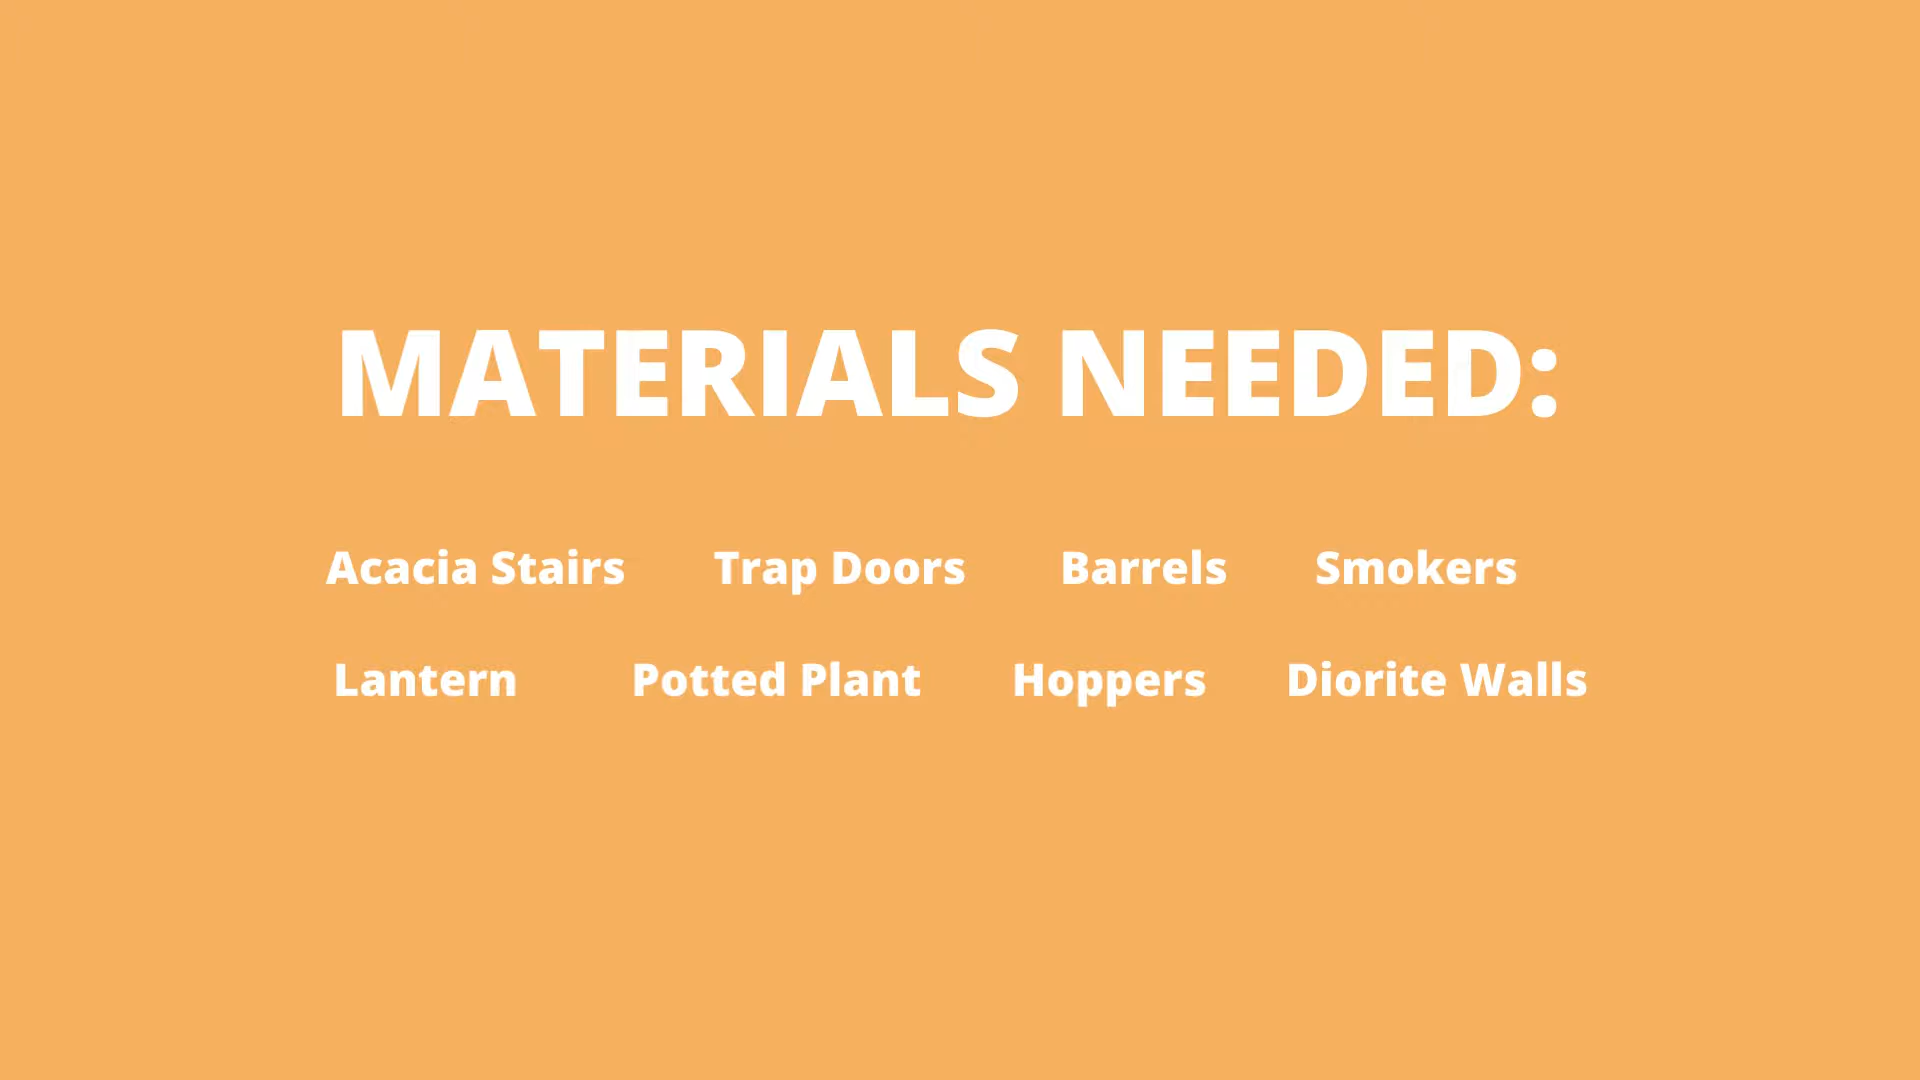 MATERIALS NEEDED:
Acacia Stairs Trap Doors Barrels Smokers
Lantern Potted Plant Hoppers Diorite Walls